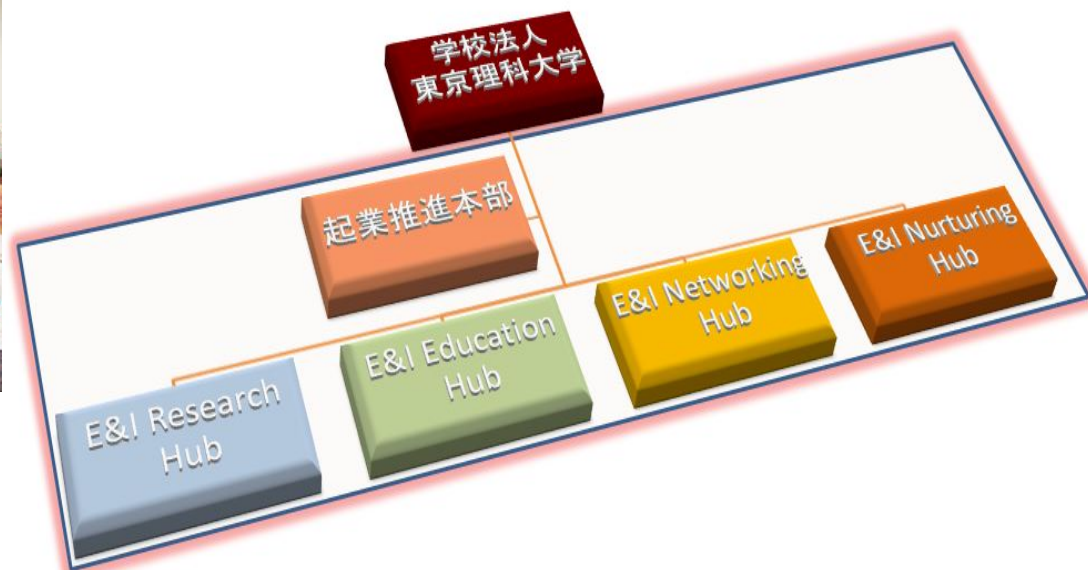 学校法人
東京理科大学
起業推進本部
E&I Research
Hub
E&I Education
Hub
E&I Networking
Hub
E&I Nurturing
Hub